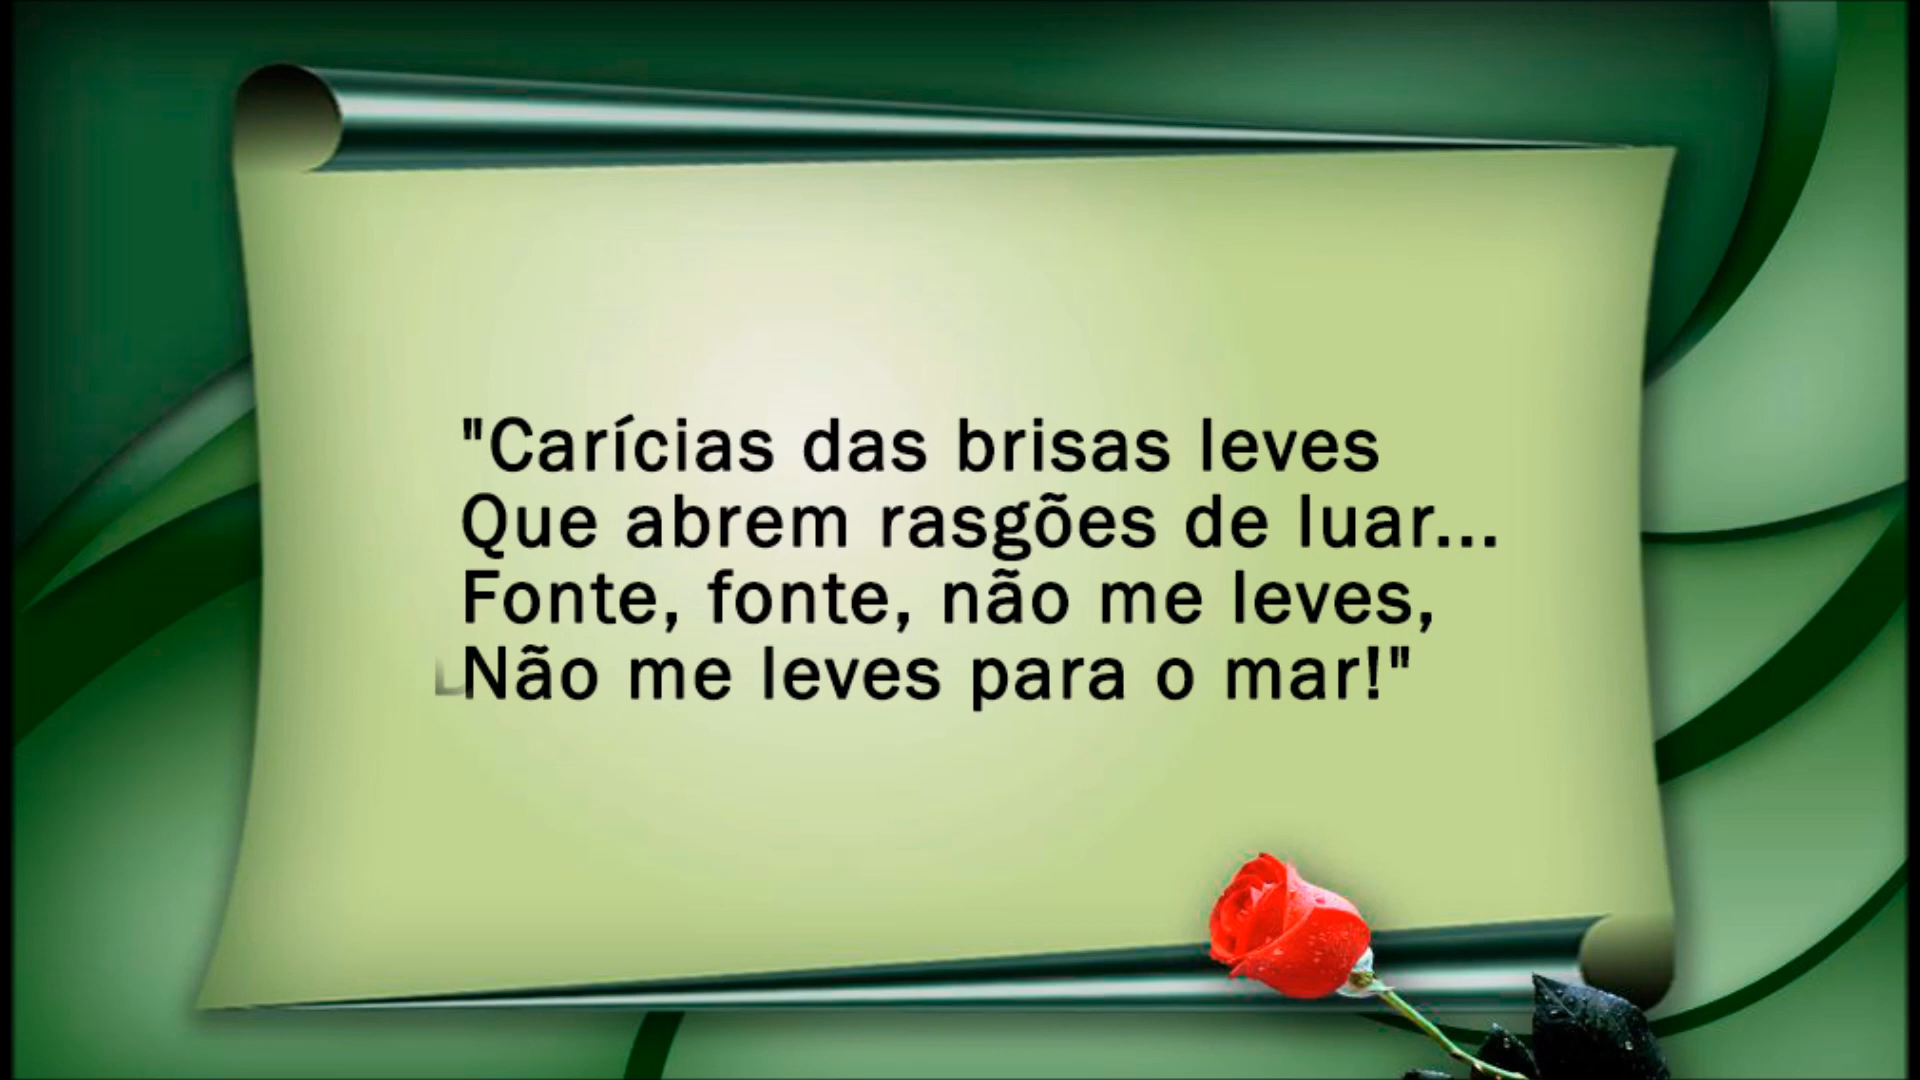 "Carícias das brisas leves
Que abrem rasgões de luar...
Fonte, fonte, não me leves,
Não me leves para o mar!"